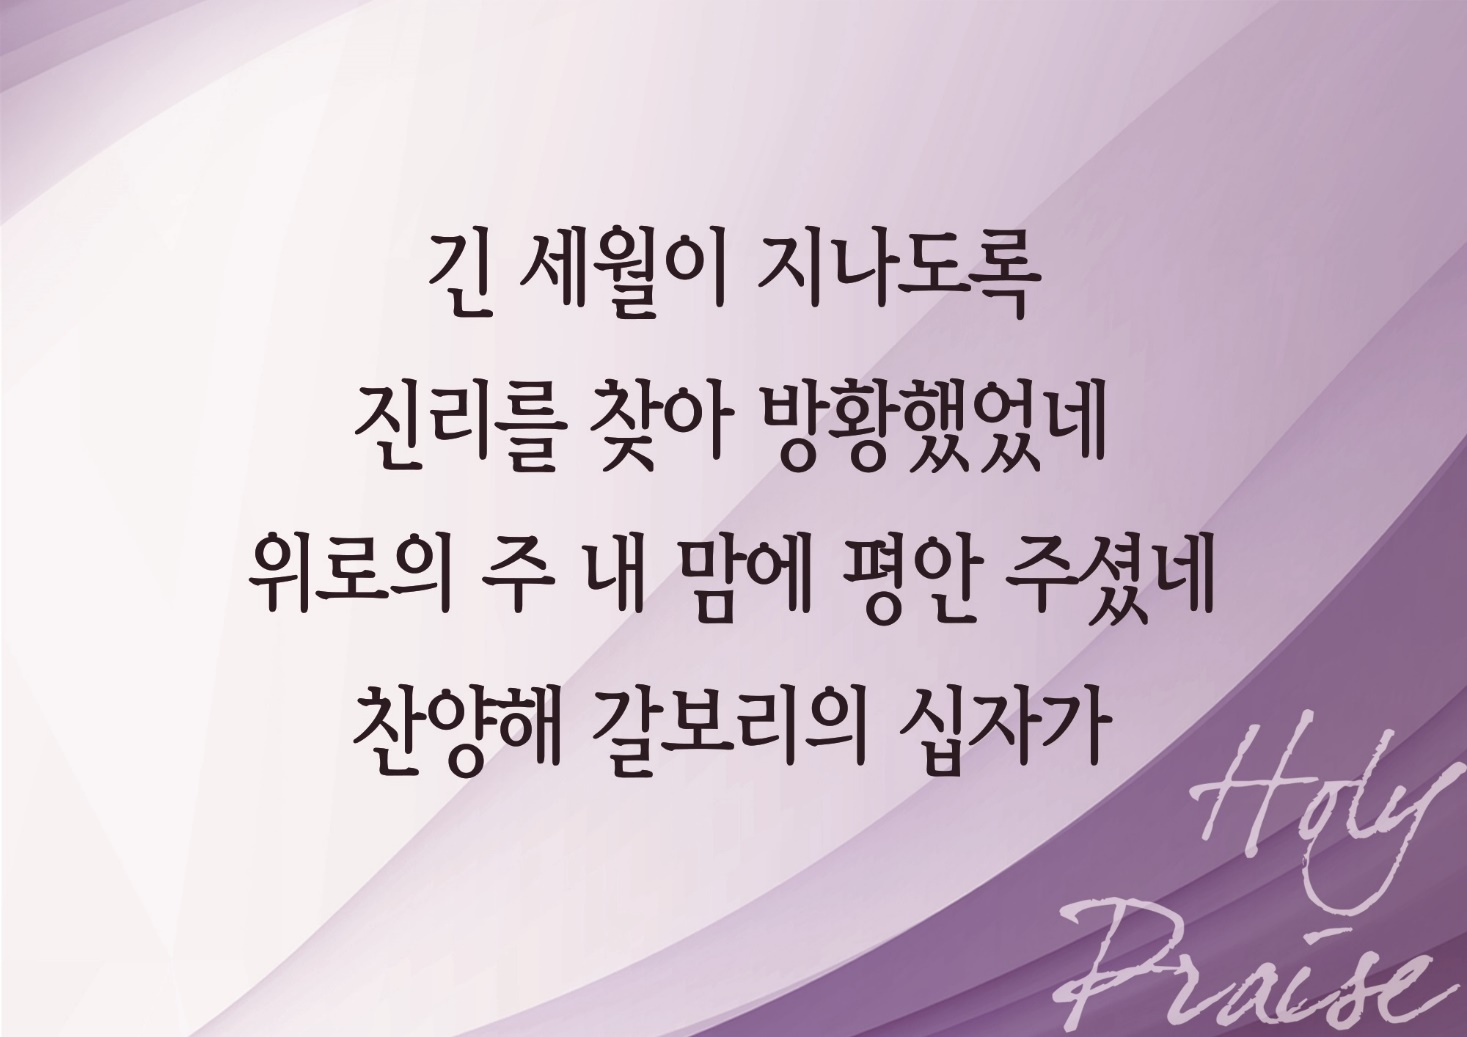 긴 세월이 지나도록
진리를 찾아 방황했었네
위로의 주 내 맘에 평안 주셨네
찬양해 갈보리의 십자가
Holy
Praise